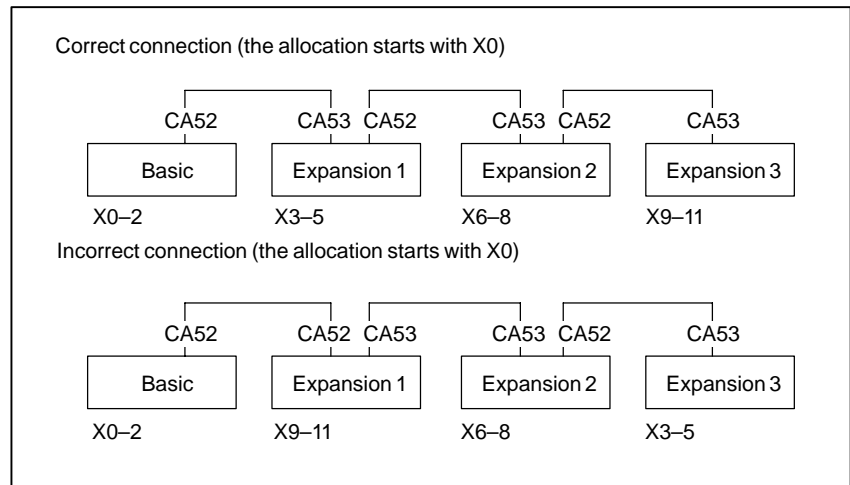 Correct connection (the allocation starts with X0)
CA52 CA53 CA52 CA53 CA52 CA53
Basic Expansion 1 Expansion 2 Expansion 3
X0–2 X3–5 X6–8 X9–11
Incorrect connection (the allocation starts with X0)
CA52 CA52 CA53 CA53 CA52 CA53
Basic Expansion 1 Expansion 2 Expansion 3
X0–2 X9–11 X6–8 X3–5